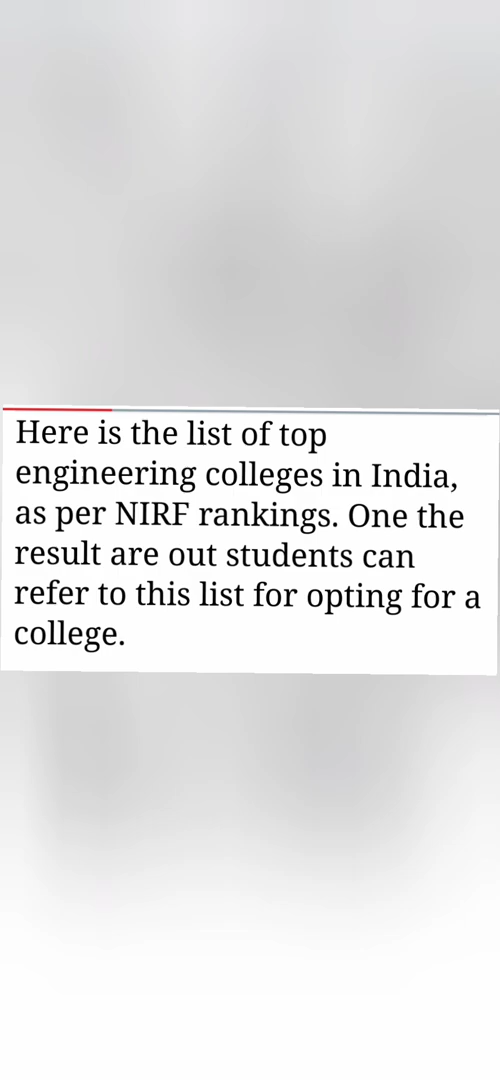 Here is the list of top
engineering colleges in India,
as per NIRF rankings. One the
result are out students can
refer to this list for opting for a
college.